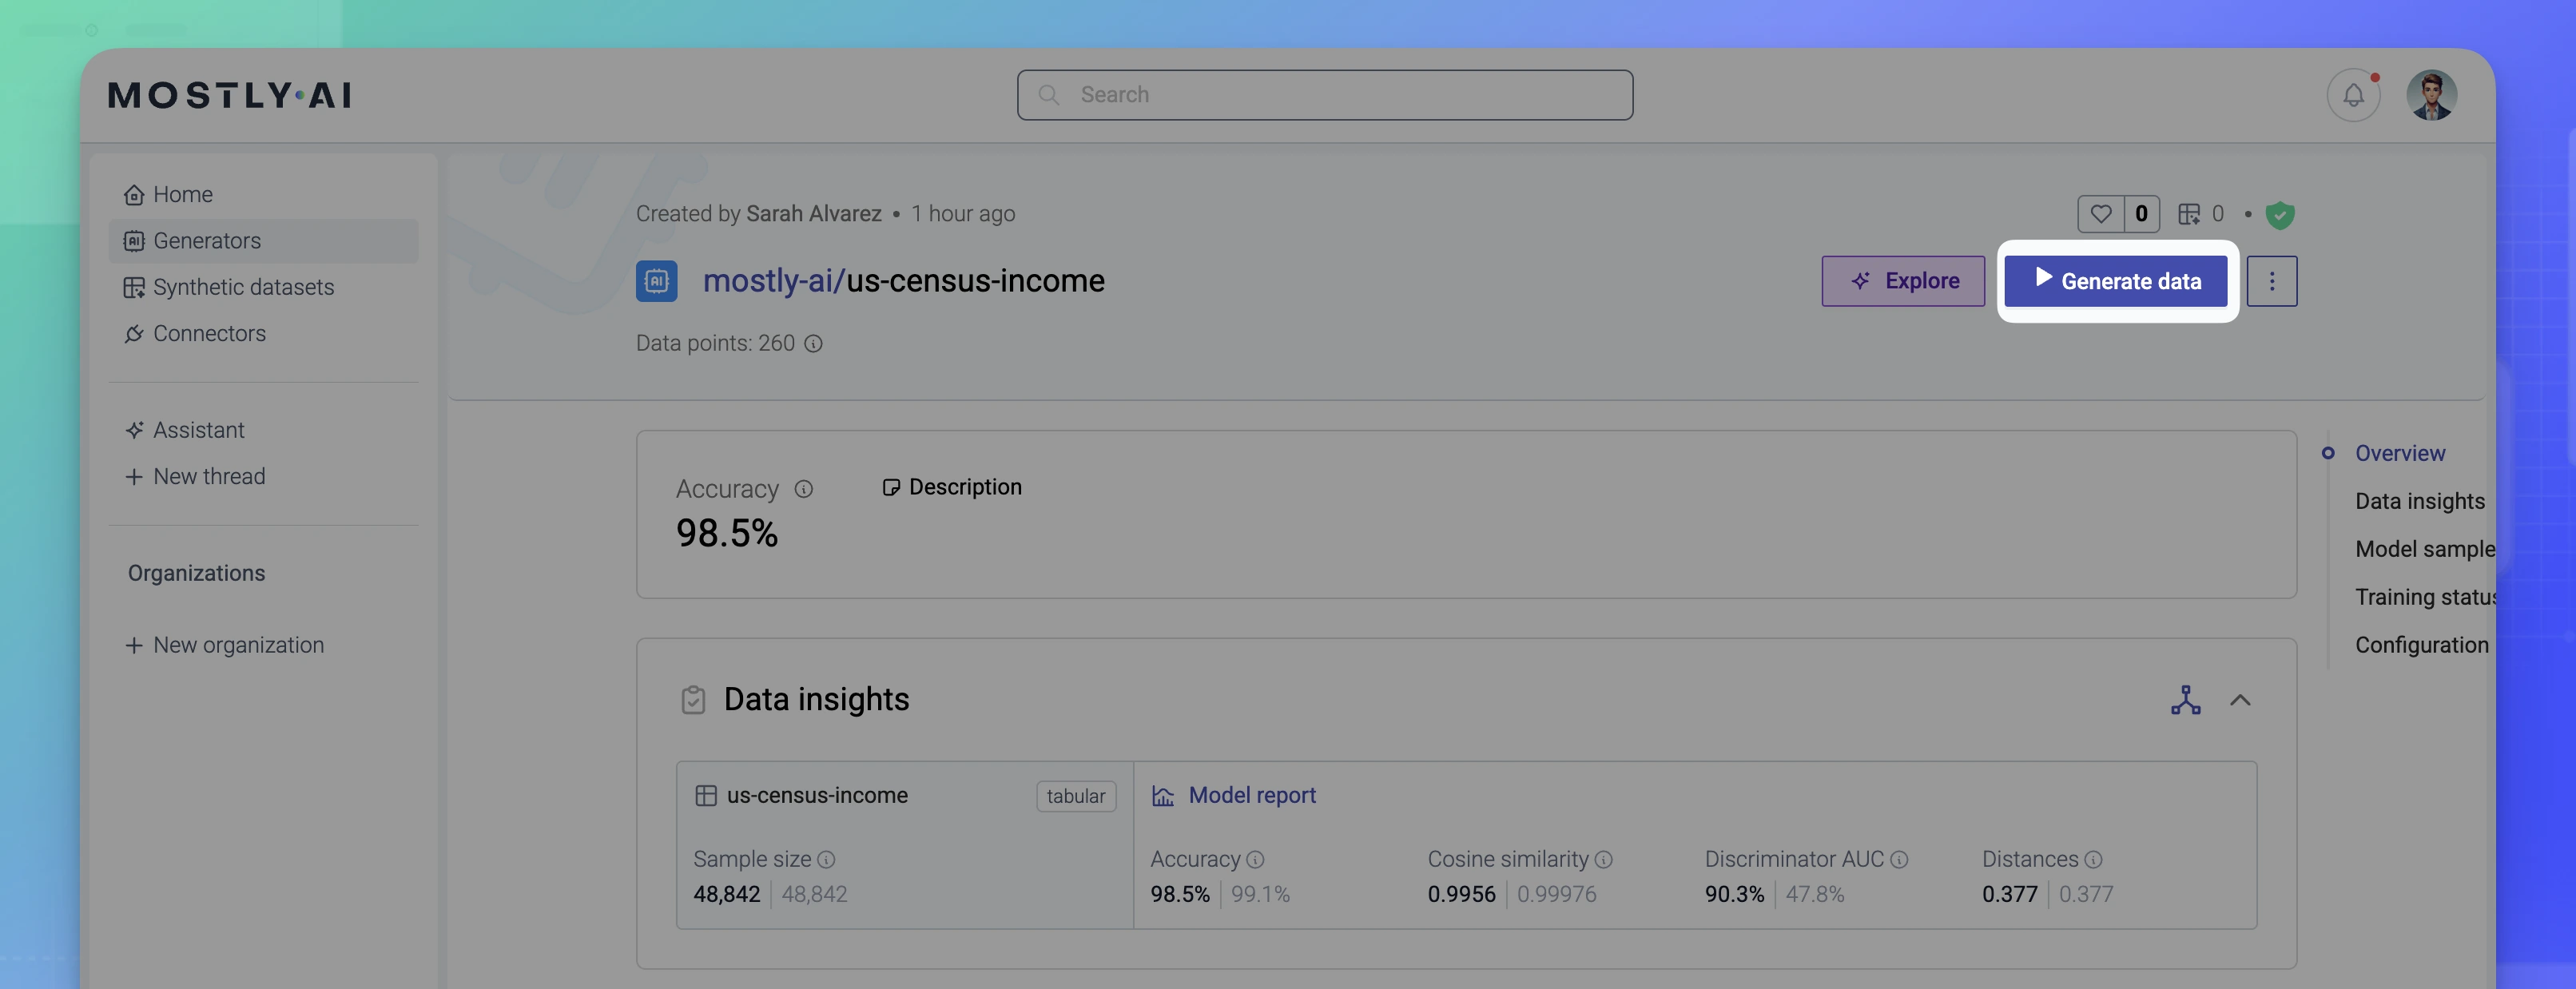 MOSTLY·AI
Search
Home
Generators
Synthetic datasets
Connectors
Assistant
New thread
Organizations
New organization
Created by Sarah Alvarez • 1 hour ago
0
0 •
AI
mostly-ai/us-census-income
Explore
Generate data
Data points: 260
Accuracy
98.5%
Description
Overview
Data insights
Model sample
Training status
Configuration
Data insights
us-census-income
tabular
Sample size
48,842 | 48,842
Model report
Accuracy
98.5% | 99.1%
Cosine similarity
0.9956 | 0.99976
Discriminator AUC
90.3% | 47.8%
Distances
0.377 | 0.377